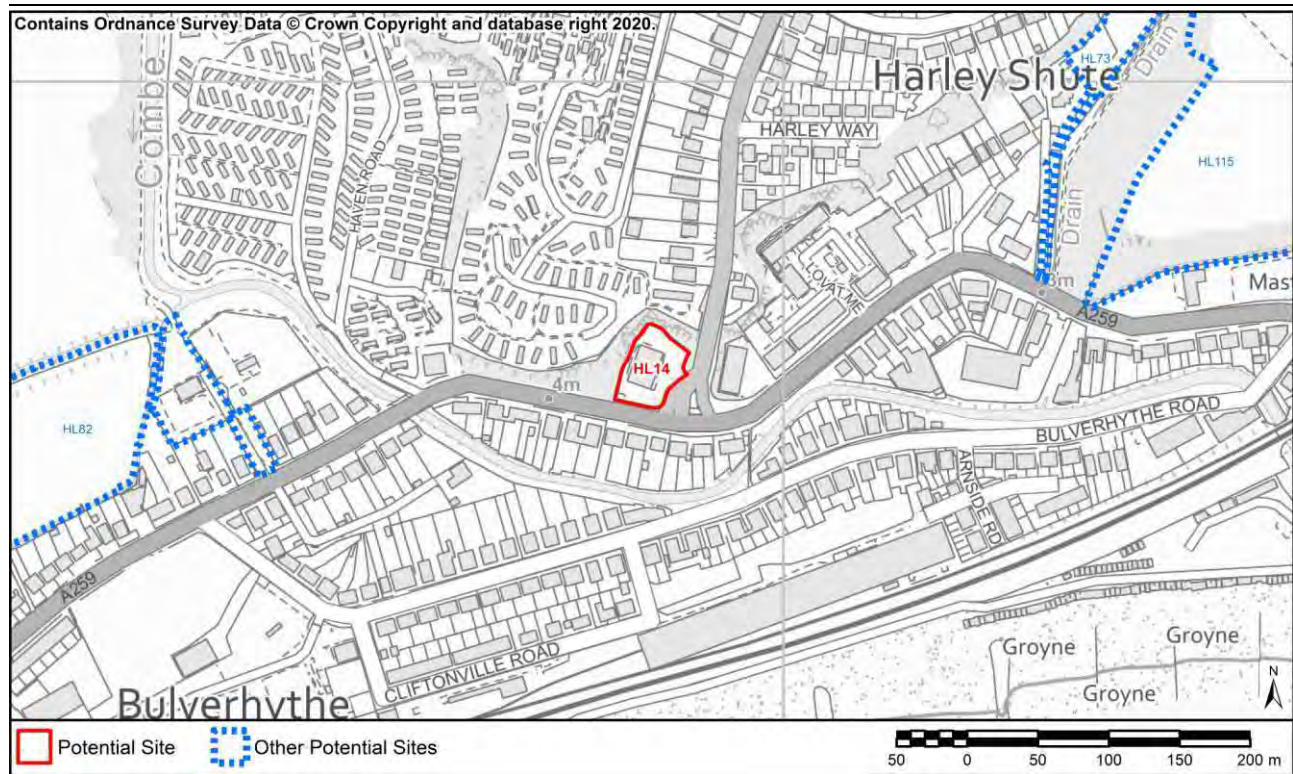 Contains Ordnance Survey Data © Crown Copyright and database right 2020.
Combe
HAVEN ROAD
Harley Shute
HL73
Drain
HARLEY WAY
HL115
Drain
LOVAT ME
3m
A259
Mast
HL14
4m
HL82
BULVERHYTHE ROAD
ARNSIDE RD
A259
CLIFTONVILLE ROAD
Bulverhythe
Groyne
Groyne
Groyne
N
Potential Site
Other Potential Sites
50 0 50 100 150 200 m